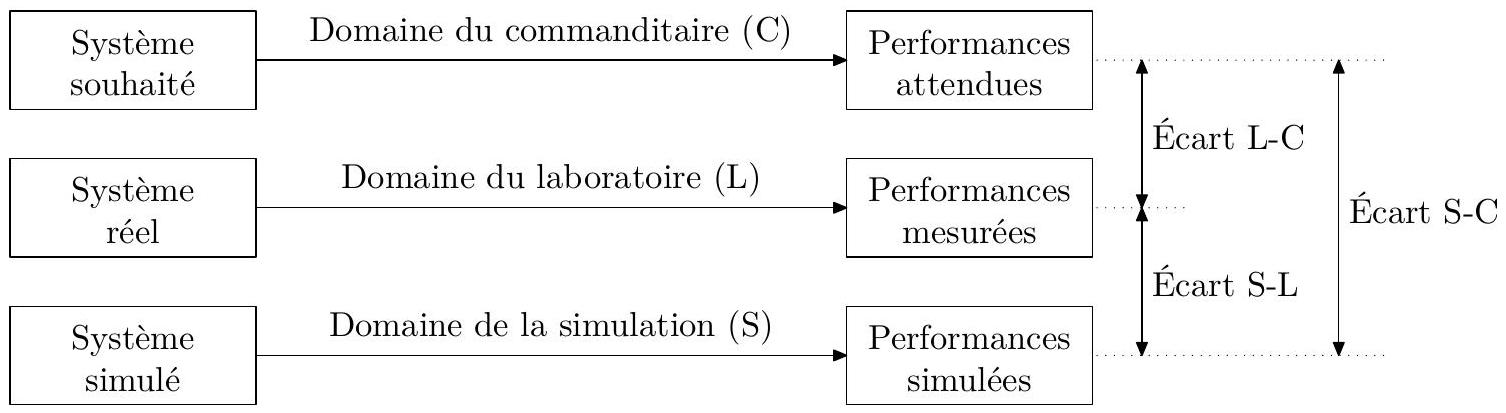 Système
souhaité
Domaine du commanditaire (C)
Performances
attendues
Écart L-C
Système
réel
Domaine du laboratoire (L)
Performances
mesurées
Écart S-C
Écart S-L
Système
simulé
Domaine de la simulation (S)
Performances
simulées